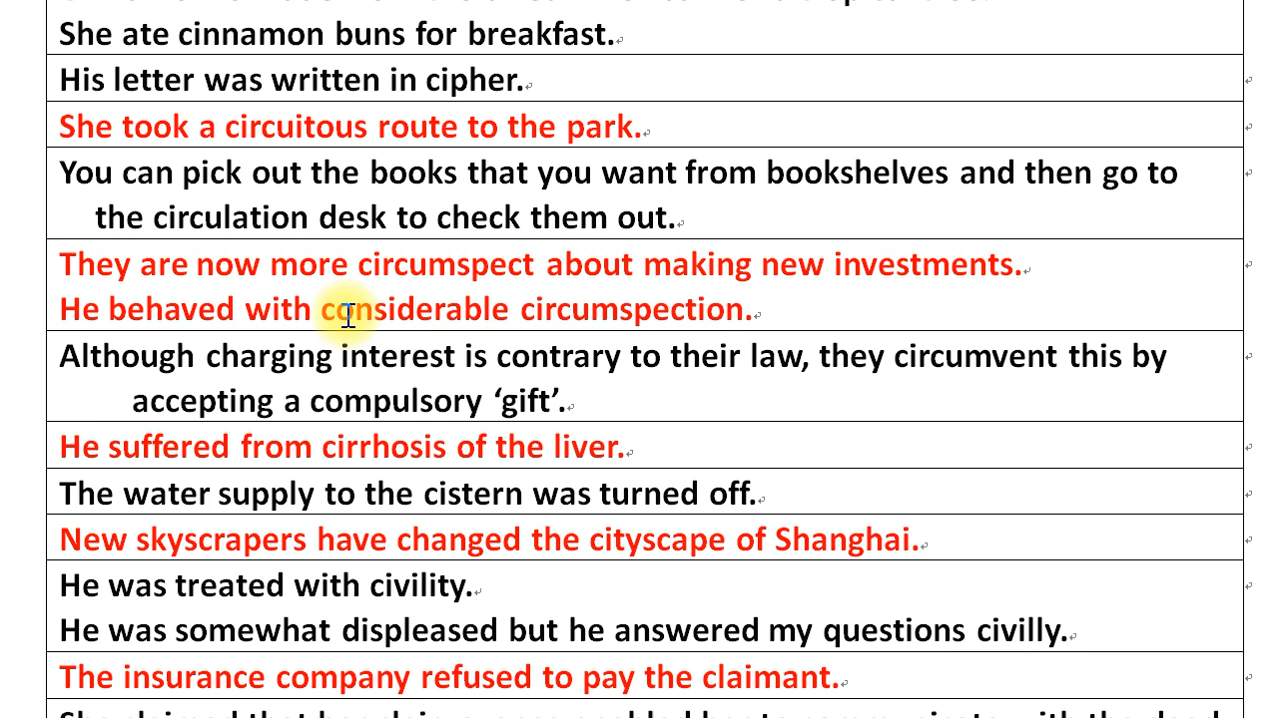 She ate cinnamon buns for breakfast.
His letter was written in cipher.
She took a circuitous route to the park.
You can pick out the books that you want from bookshelves and then go to
the circulation desk to check them out.
They are now more circumspect about making new investments.
He behaved with considerable circumspection.
Although charging interest is contrary to their law, they circumvent this by
accepting a compulsory ‘gift’.
He suffered from cirrhosis of the liver.
The water supply to the cistern was turned off.
New skyscrapers have changed the cityscape of Shanghai.
He was treated with civility.
He was somewhat displeased but he answered my questions civilly.
The insurance company refused to pay the claimant.